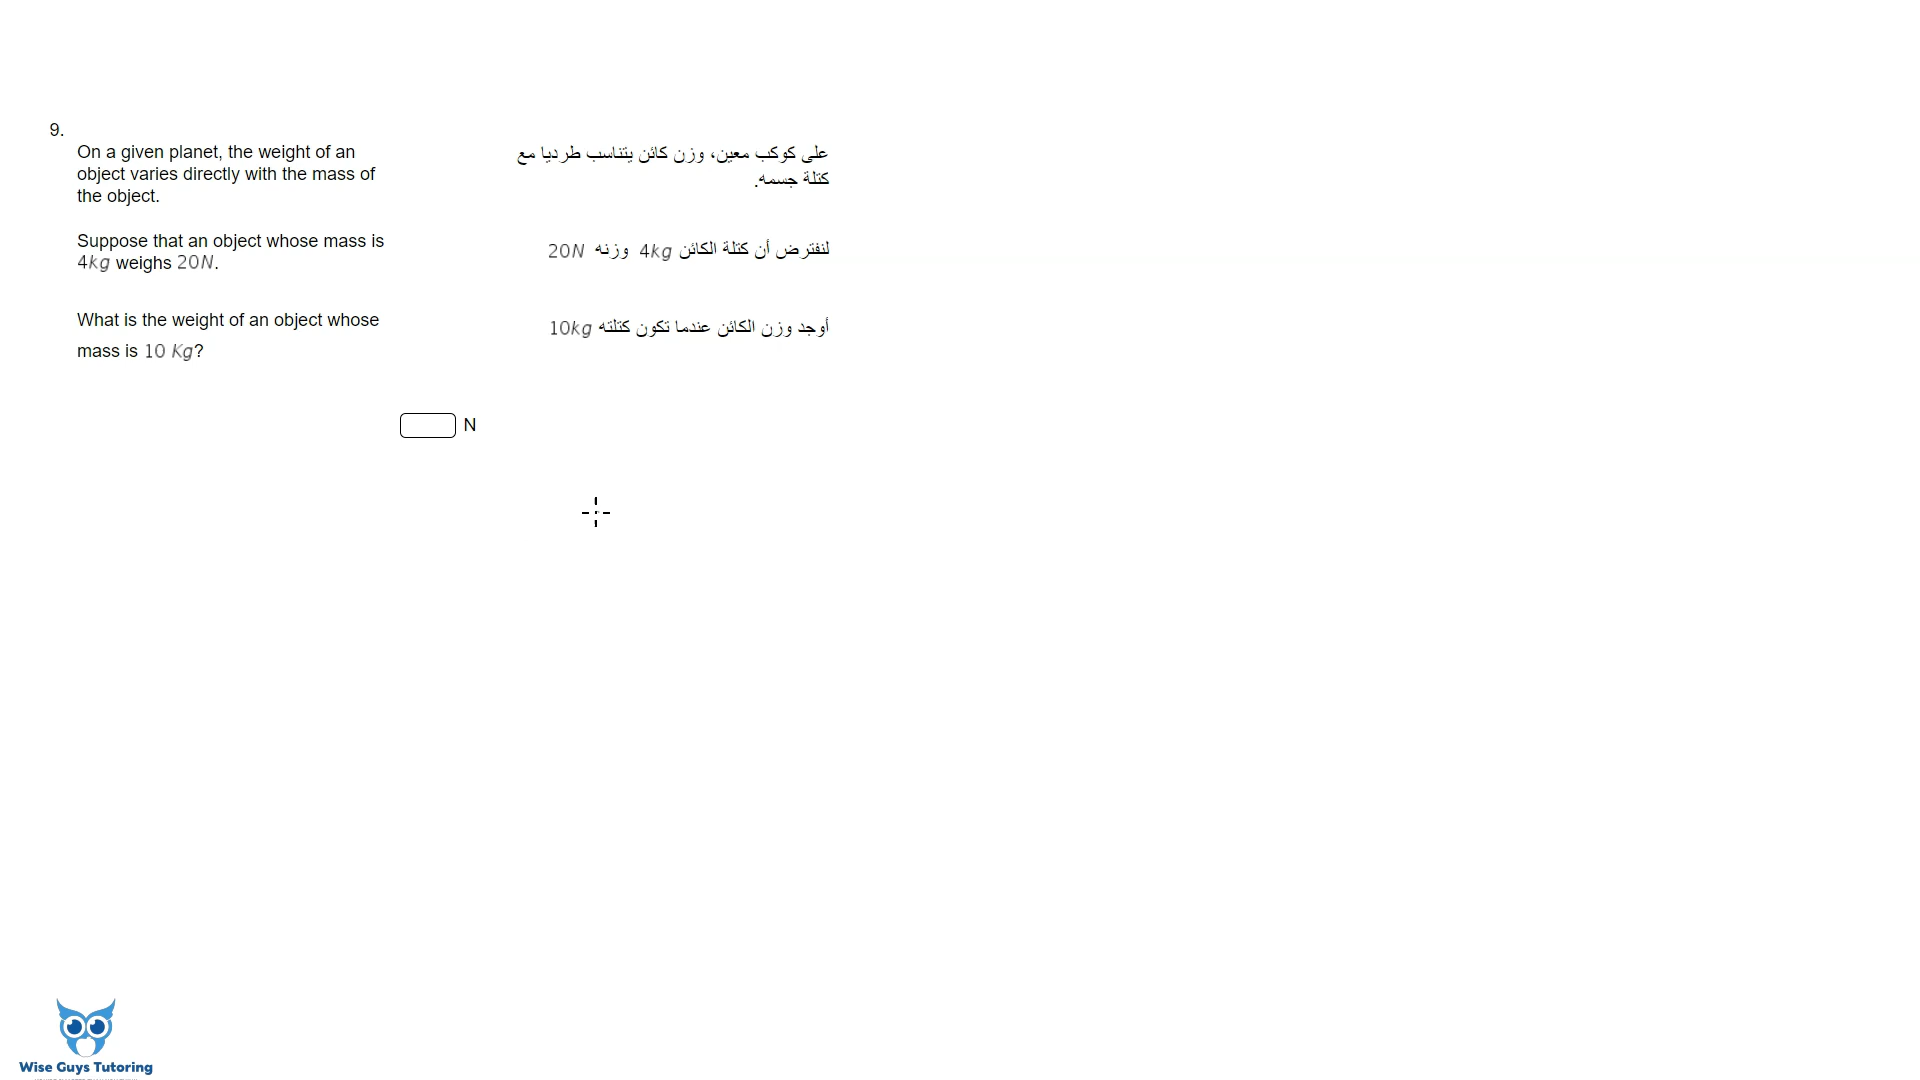 9.
On a given planet, the weight of an
object varies directly with the mass of
the object.
على كوكب معين، وزن كائن يتناسب طرديا مع
كتلة جسمه.
Suppose that an object whose mass is
4kg weighs 20N.
لنفترض أن كتلة الكائن 4kg وزنه 20N
What is the weight of an object whose
mass is 10 Kg?
أوجد وزن الكائن عندما تكون كتلته 10kg
N
Wise Guys Tutoring